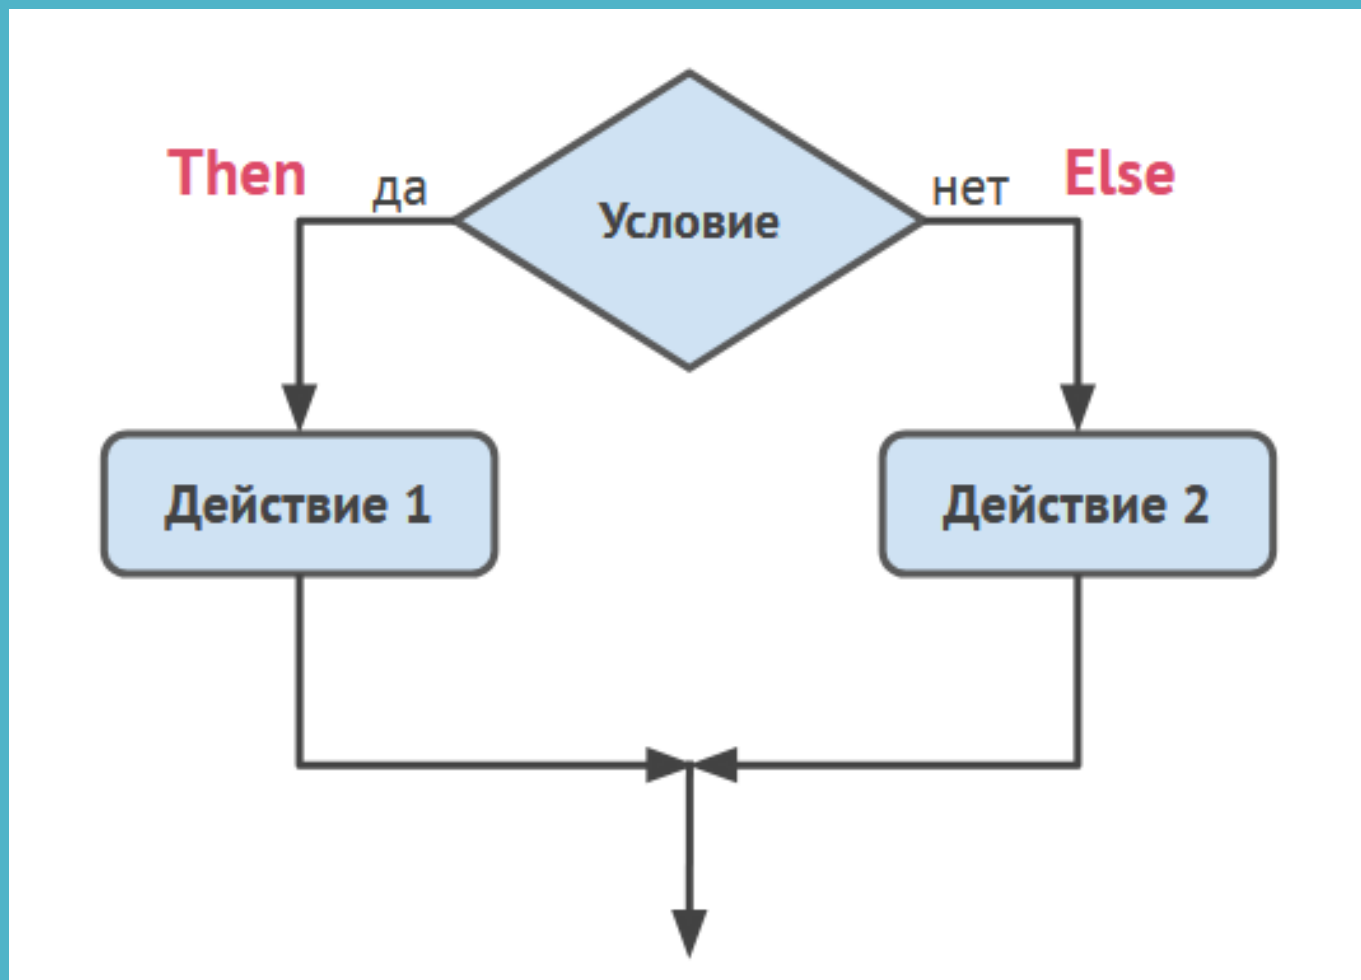 Then
да
Условие
нет
Else
Действие 1
Действие 2